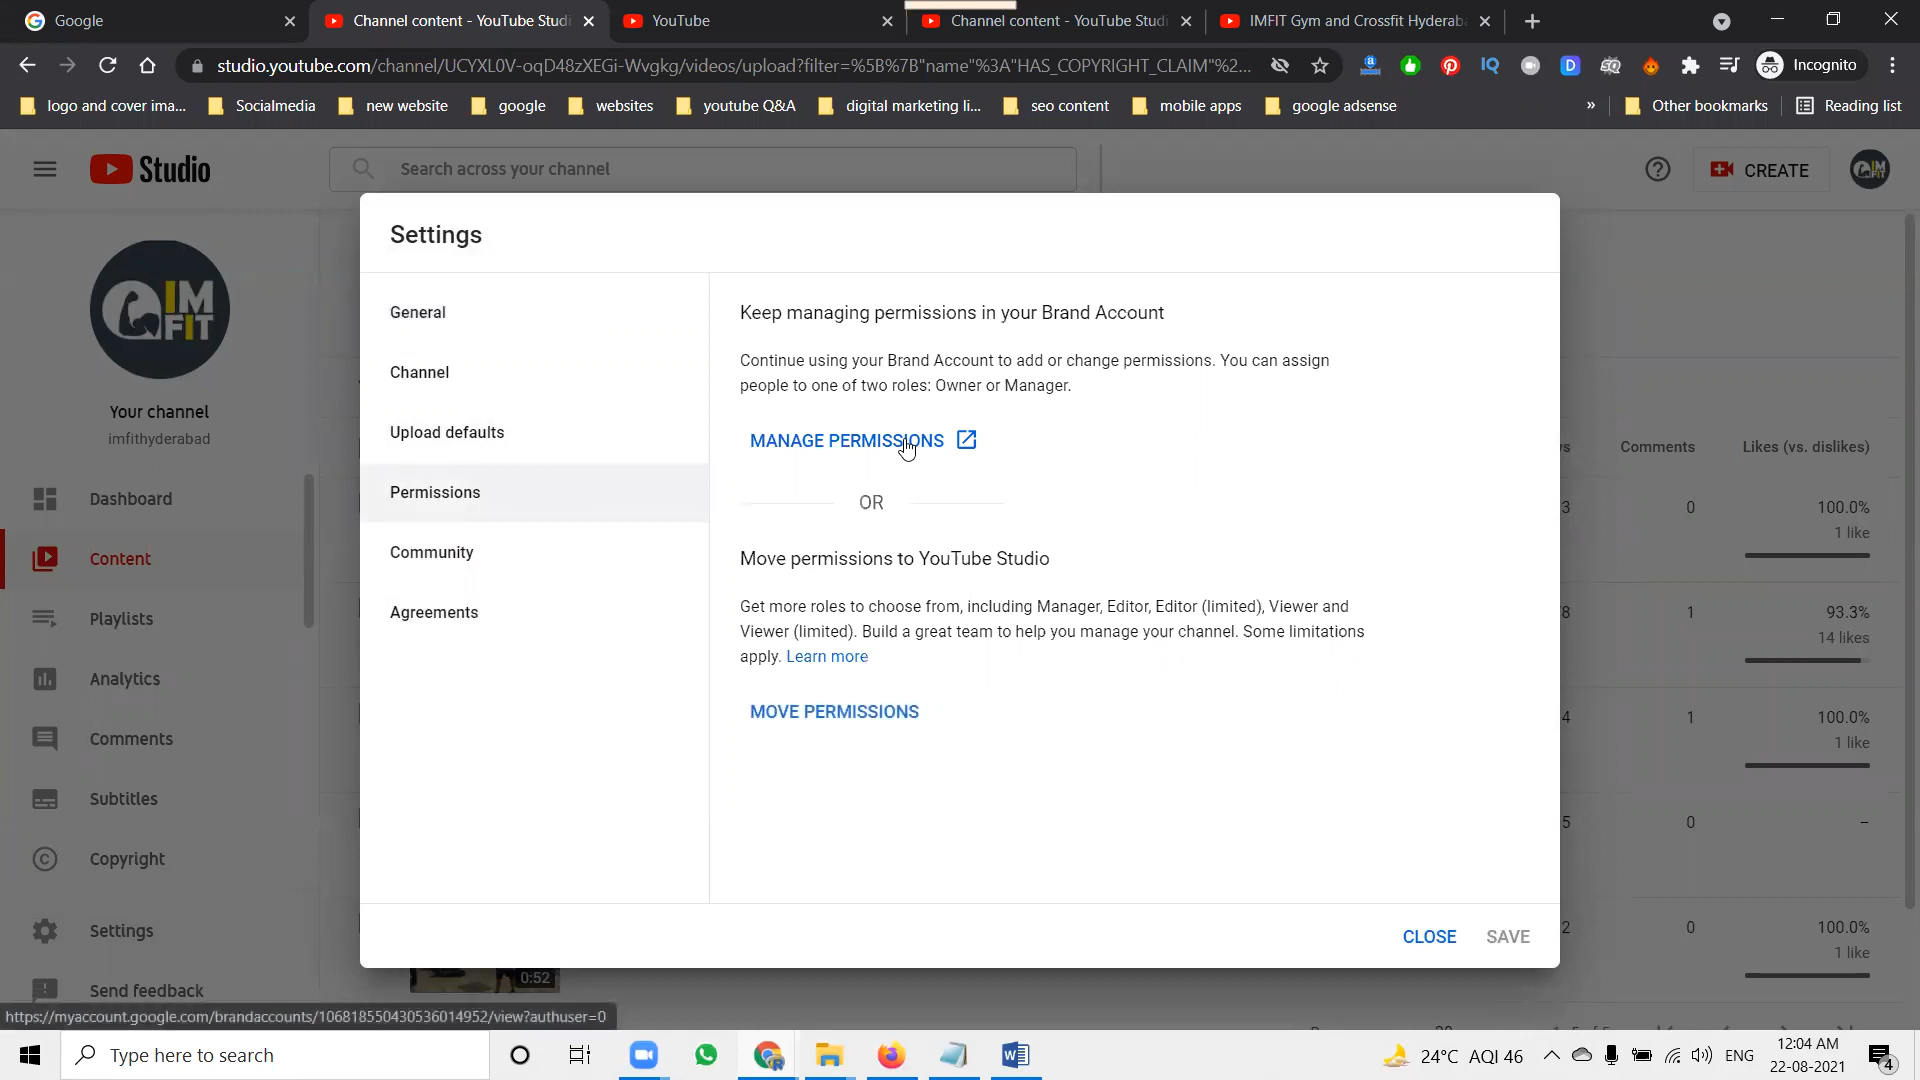 Google
Channel content - YouTube Studi
YouTube
Channel content - YouTube Studi
IMFIT Gym and Crossfit Hyderab
studio.youtube.com/channel/UCYXL0V-oqD48zXEGi-Wvgkg/videos/upload?filter=%5B%7B"name"%3A"HAS_COPYRIGHT_CLAIM"%2...
Incognito
logo and cover ima...
Socialmedia
new website
google
websites
youtube Q&A
digital marketing li...
seo content
mobile apps
google adsense
»
Other bookmarks
Reading list
Studio
Search across your channel
CREATE
IM
FIT
Your channel
imfithyderabad
Dashboard
Content
Playlists
Analytics
Comments
Subtitles
Copyright
Settings
Send feedback
Settings
General
Channel
Upload defaults
Permissions
Community
Agreements
Keep managing permissions in your Brand Account
Continue using your Brand Account to add or change permissions. You can assign
people to one of two roles: Owner or Manager.
MANAGE PERMISSIONS
OR
Move permissions to YouTube Studio
Get more roles to choose from, including Manager, Editor, Editor (limited), Viewer and
Viewer (limited). Build a great team to help you manage your channel. Some limitations
apply. Learn more
MOVE PERMISSIONS
CLOSE SAVE
Comments Likes (vs. dislikes)
3 0 100.0%
1 like
8 1 93.3%
14 likes
4 1 100.0%
1 like
5 0 –
2 0 100.0%
1 like
0:52
https://myaccount.google.com/brandaccounts/106818550430536014952/view?authuser=0
Type here to search
24°C AQI 46
ENG
12:04 AM
22-08-2021
4